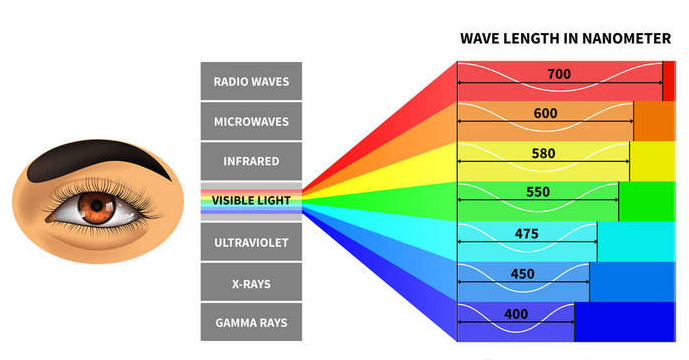 WAVE LENGTH IN NANOMETER
RADIO WAVES
MICROWAVES
INFRARED
VISIBLE LIGHT
ULTRAVIOLET
X-RAYS
GAMMA RAYS
700
600
580
550
475
450
400